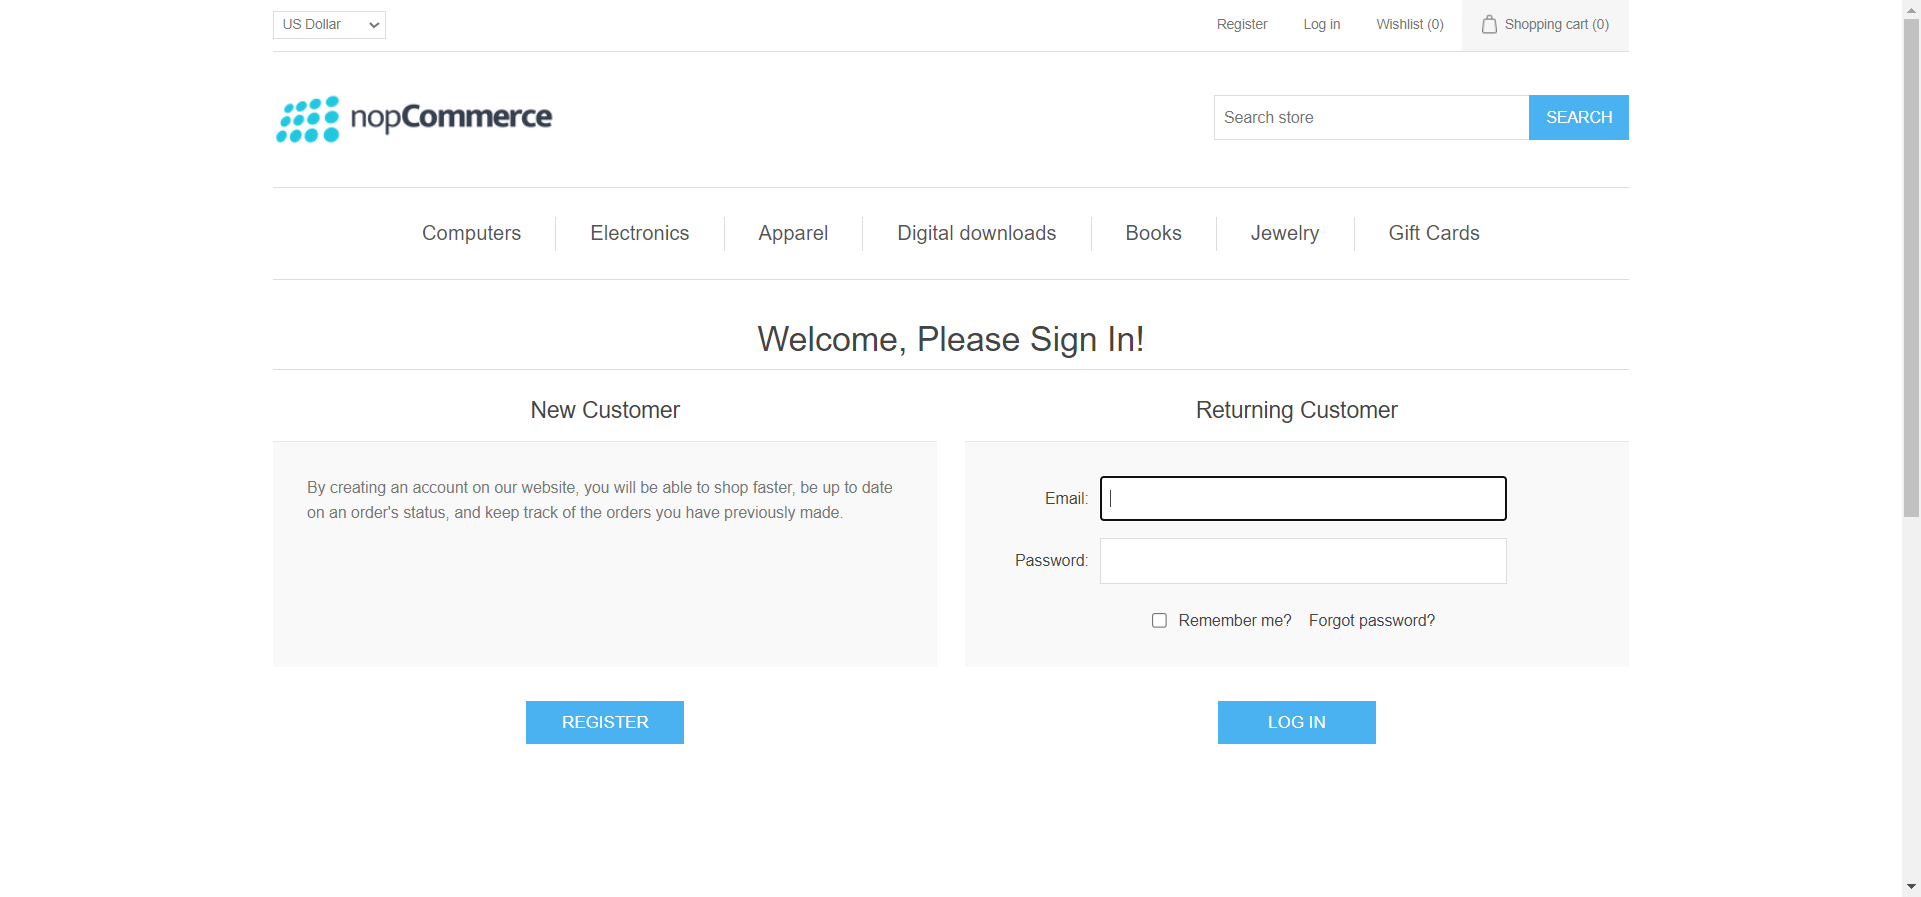 US Dollar
Register
Log in
Wishlist (0)
Shopping cart (0)
nopCommerce
Search store
SEARCH
Computers
Electronics
Apparel
Digital downloads
Books
Jewelry
Gift Cards
Welcome, Please Sign In!
New Customer
By creating an account on our website, you will be able to shop faster, be up to date
on an order's status, and keep track of the orders you have previously made.
REGISTER
Returning Customer
Email:
Password:
Remember me?
Forgot password?
LOG IN